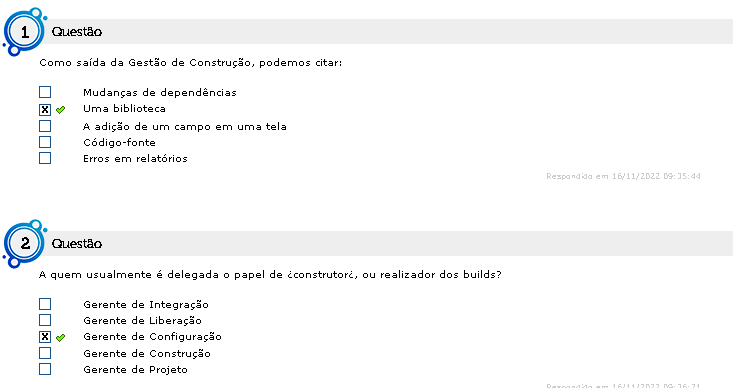 1 Questão
Como saída da Gestão de Construção, podemos citar:
Mudanças de dependências
Uma biblioteca
A adição de um campo em uma tela
Código-fonte
Erros em relatórios
Respondido em 16/11/2022 09:35:44
2 Questão
A quem usualmente é delegada o papel de ¿construtor¿, ou realizador dos builds?
Gerente de Integração
Gerente de Liberação
Gerente de Configuração
Gerente de Construção
Gerente de Projeto
Respondido em 16/11/2022 09:36:21